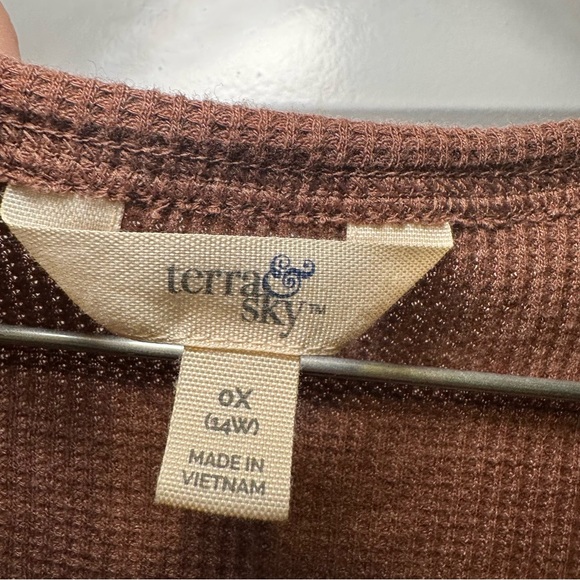 terra &
sky™
0X
(14W)
MADE IN
VIETNAM